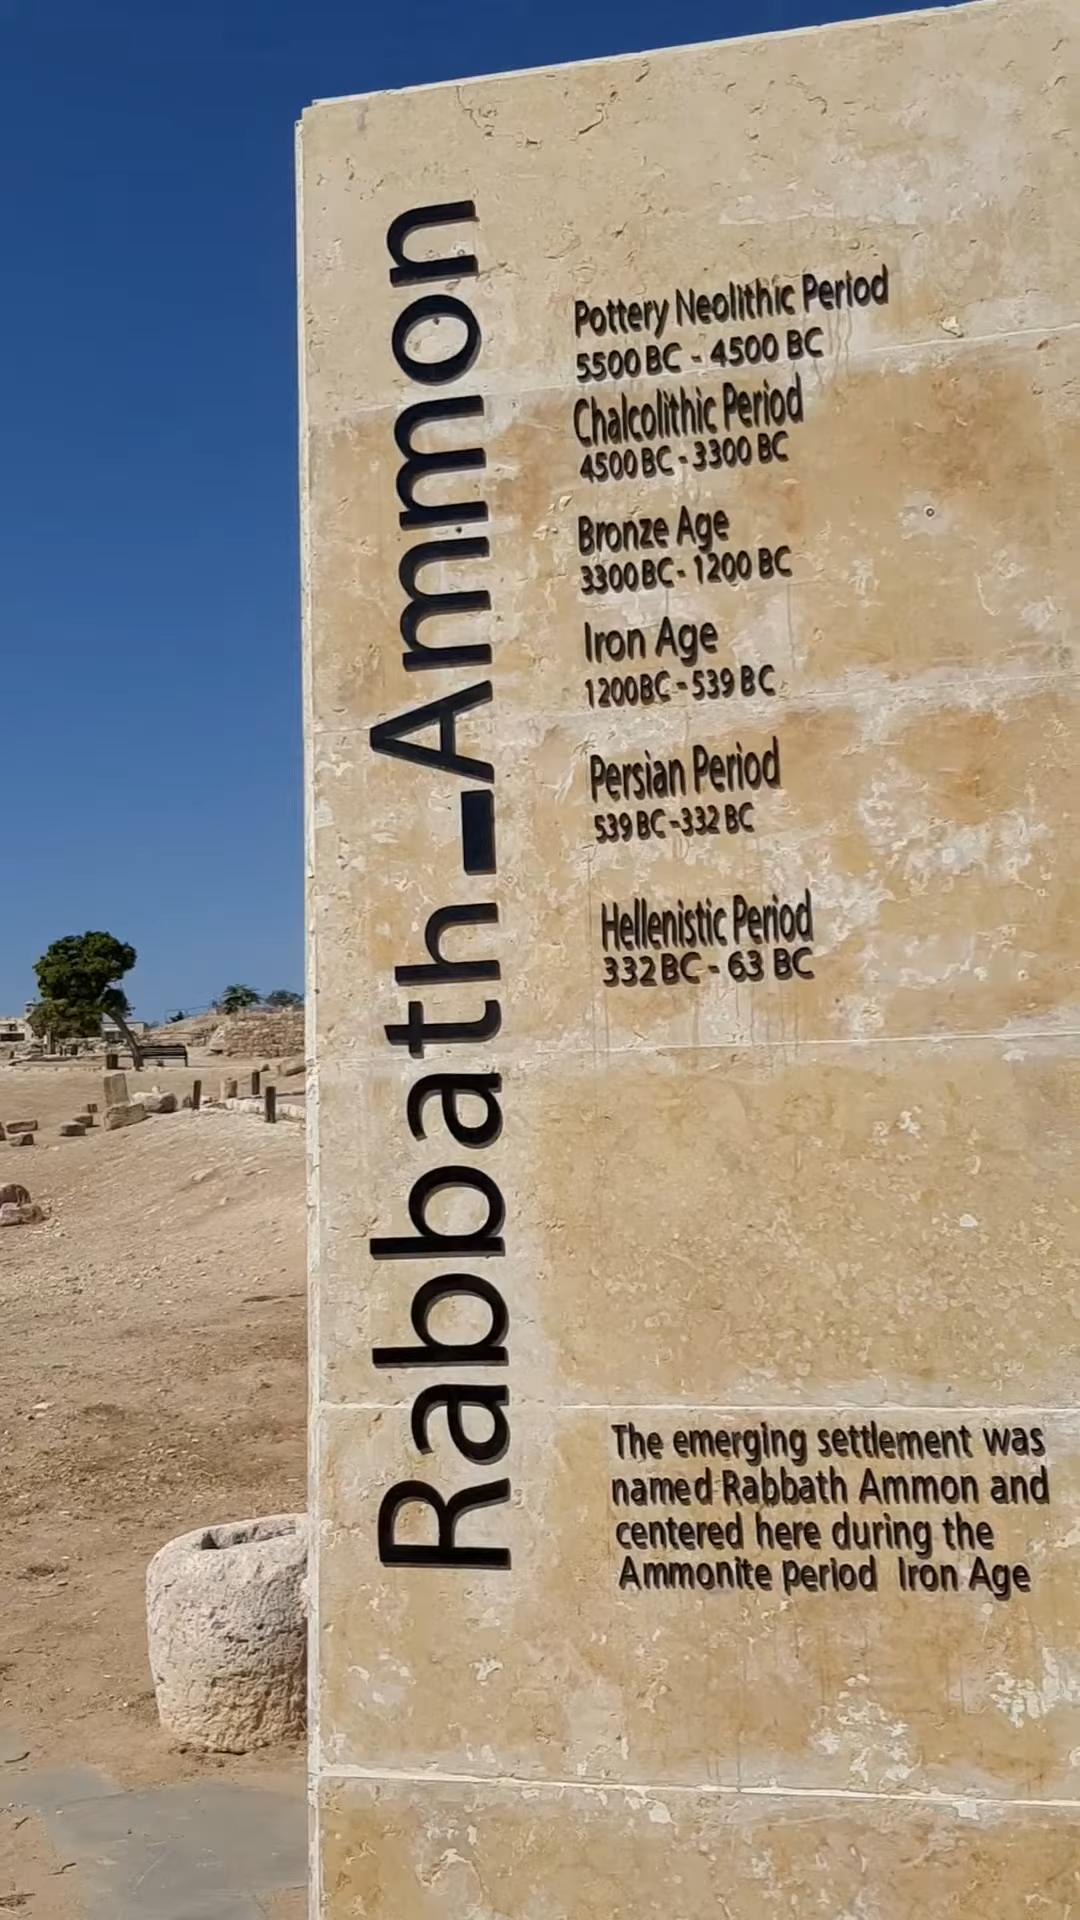 Rabbath-Ammon
Pottery Neolithic Period
5500 BC - 4500 BC
Chalcolithic Period
4500 BC - 3300 BC
Bronze Age
3300 BC - 1200 BC
Iron Age
1200BC - 539 BC
Persian Period
539 BC -332 BC
Hellenistic Period
332 BC - 63 BC
The emerging settlement was
named Rabbath Ammon and
centered here during the
Ammonite period Iron Age